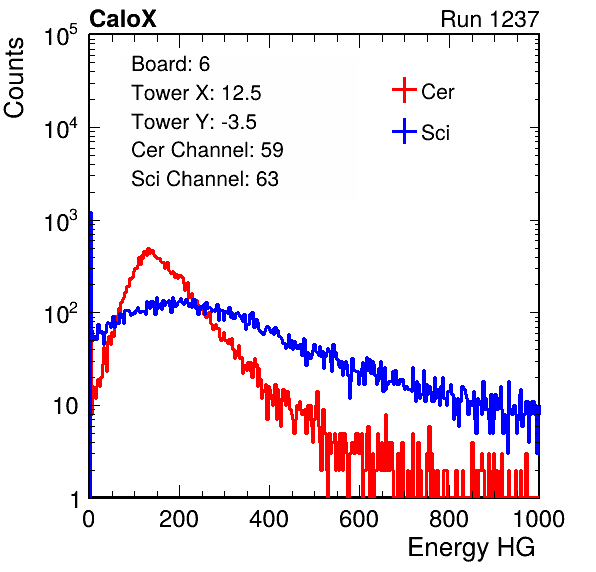 CaloX Run 1237
Counts
10^5
10^4
10^3
10^2
10
1
Board: 6
Tower X: 12.5
Tower Y: -3.5
Cer Channel: 59
Sci Channel: 63
Cer
Sci
0 200 400 600 800 1000
Energy HG